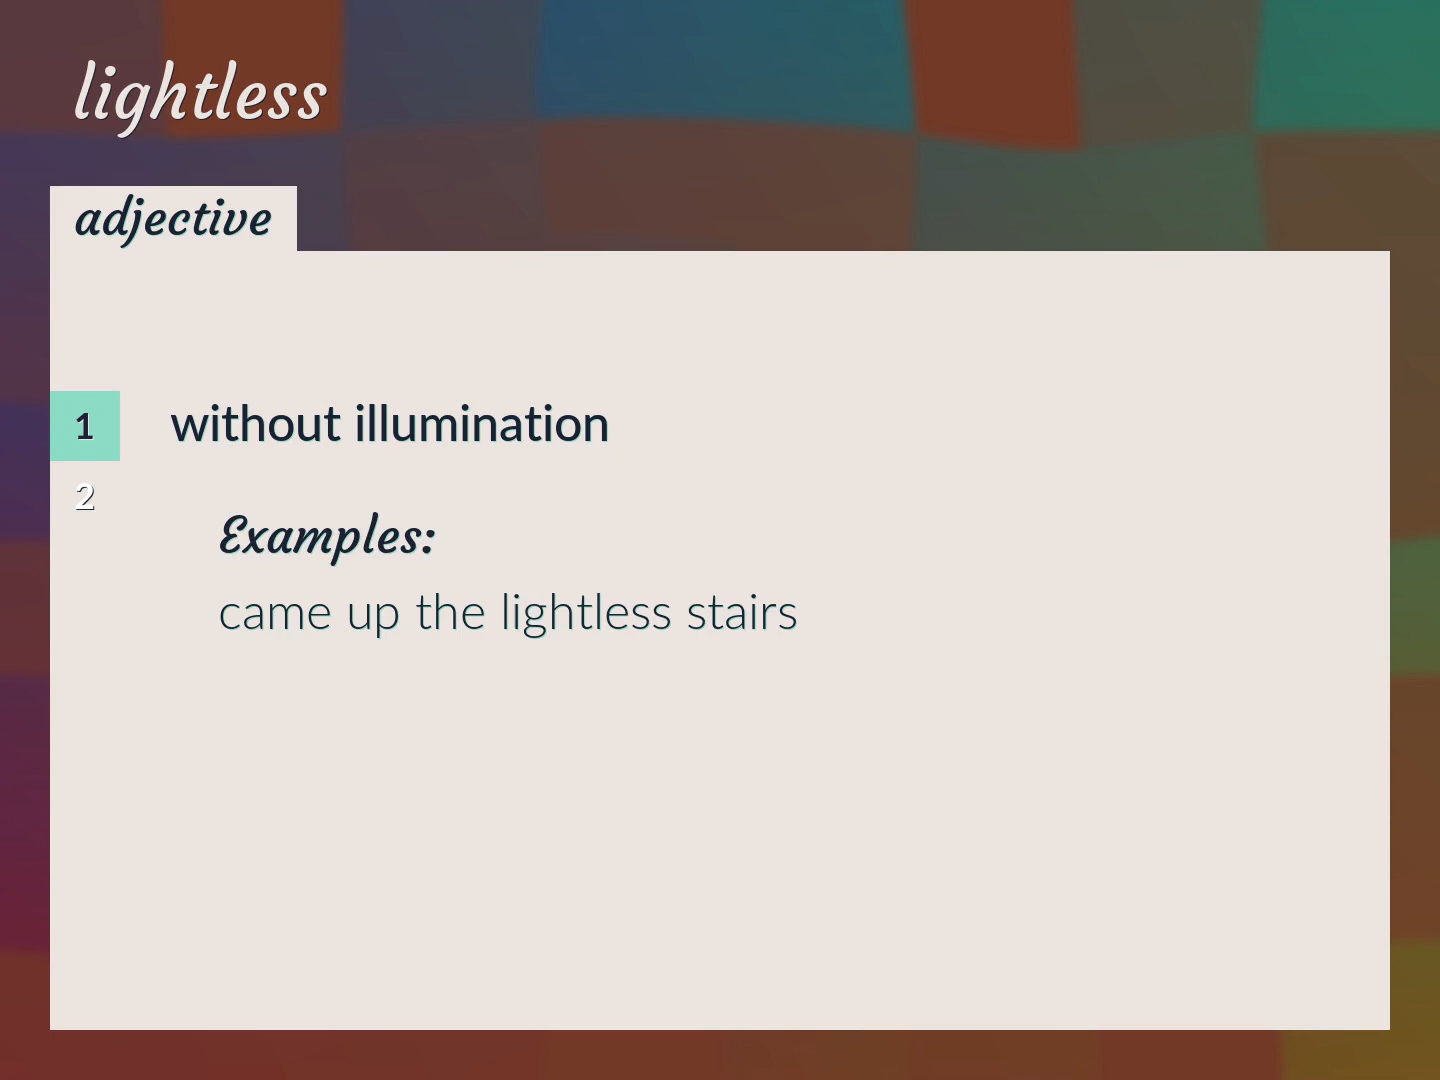 lightless
adjective
1
without illumination
2
Examples:
came up the lightless stairs